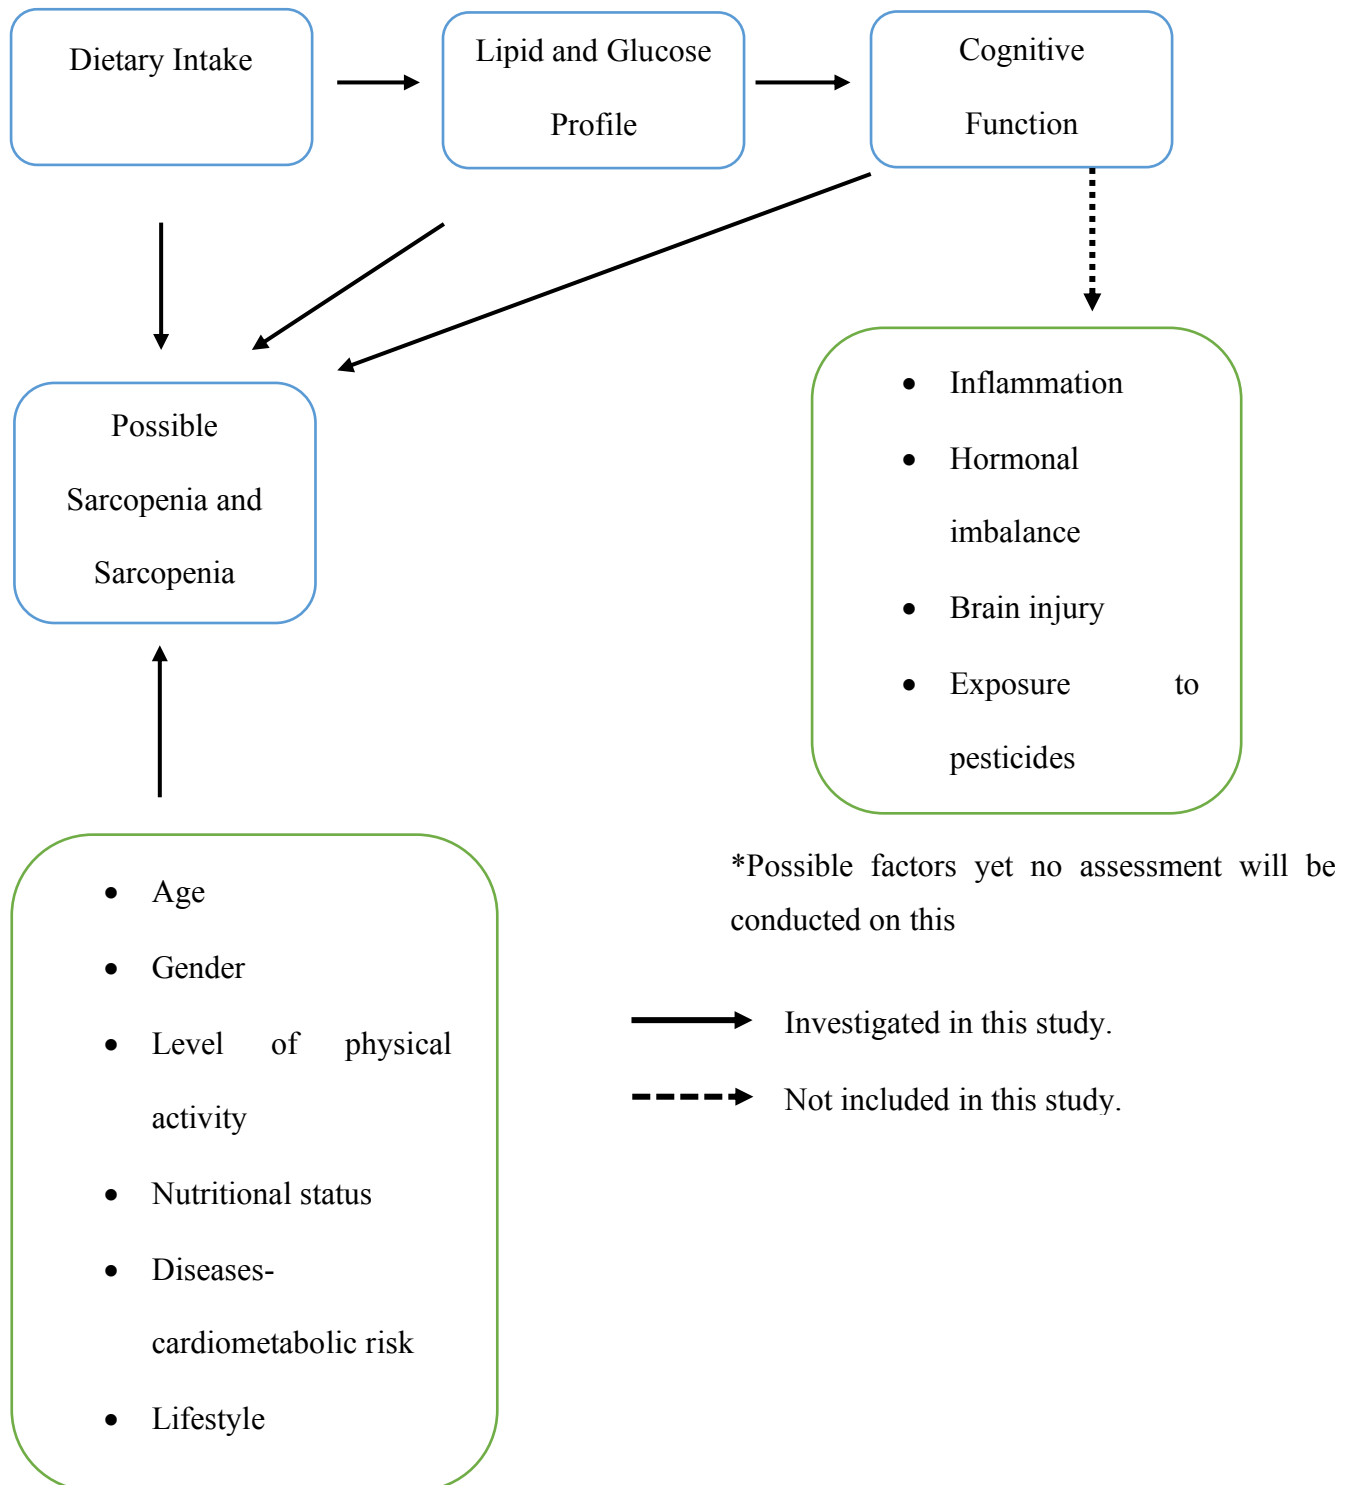 Dietary Intake
Lipid and Glucose
Profile
Cognitive
Function
Possible
Sarcopenia and
Sarcopenia
• Inflammation
• Hormonal
imbalance
• Brain injury
• Exposure to
pesticides
*Possible factors yet no assessment will be
conducted on this
• Age
• Gender
• Level of physical
activity
• Nutritional status
• Diseases-
cardiometabolic risk
• Lifestyle
Investigated in this study.
Not included in this study.